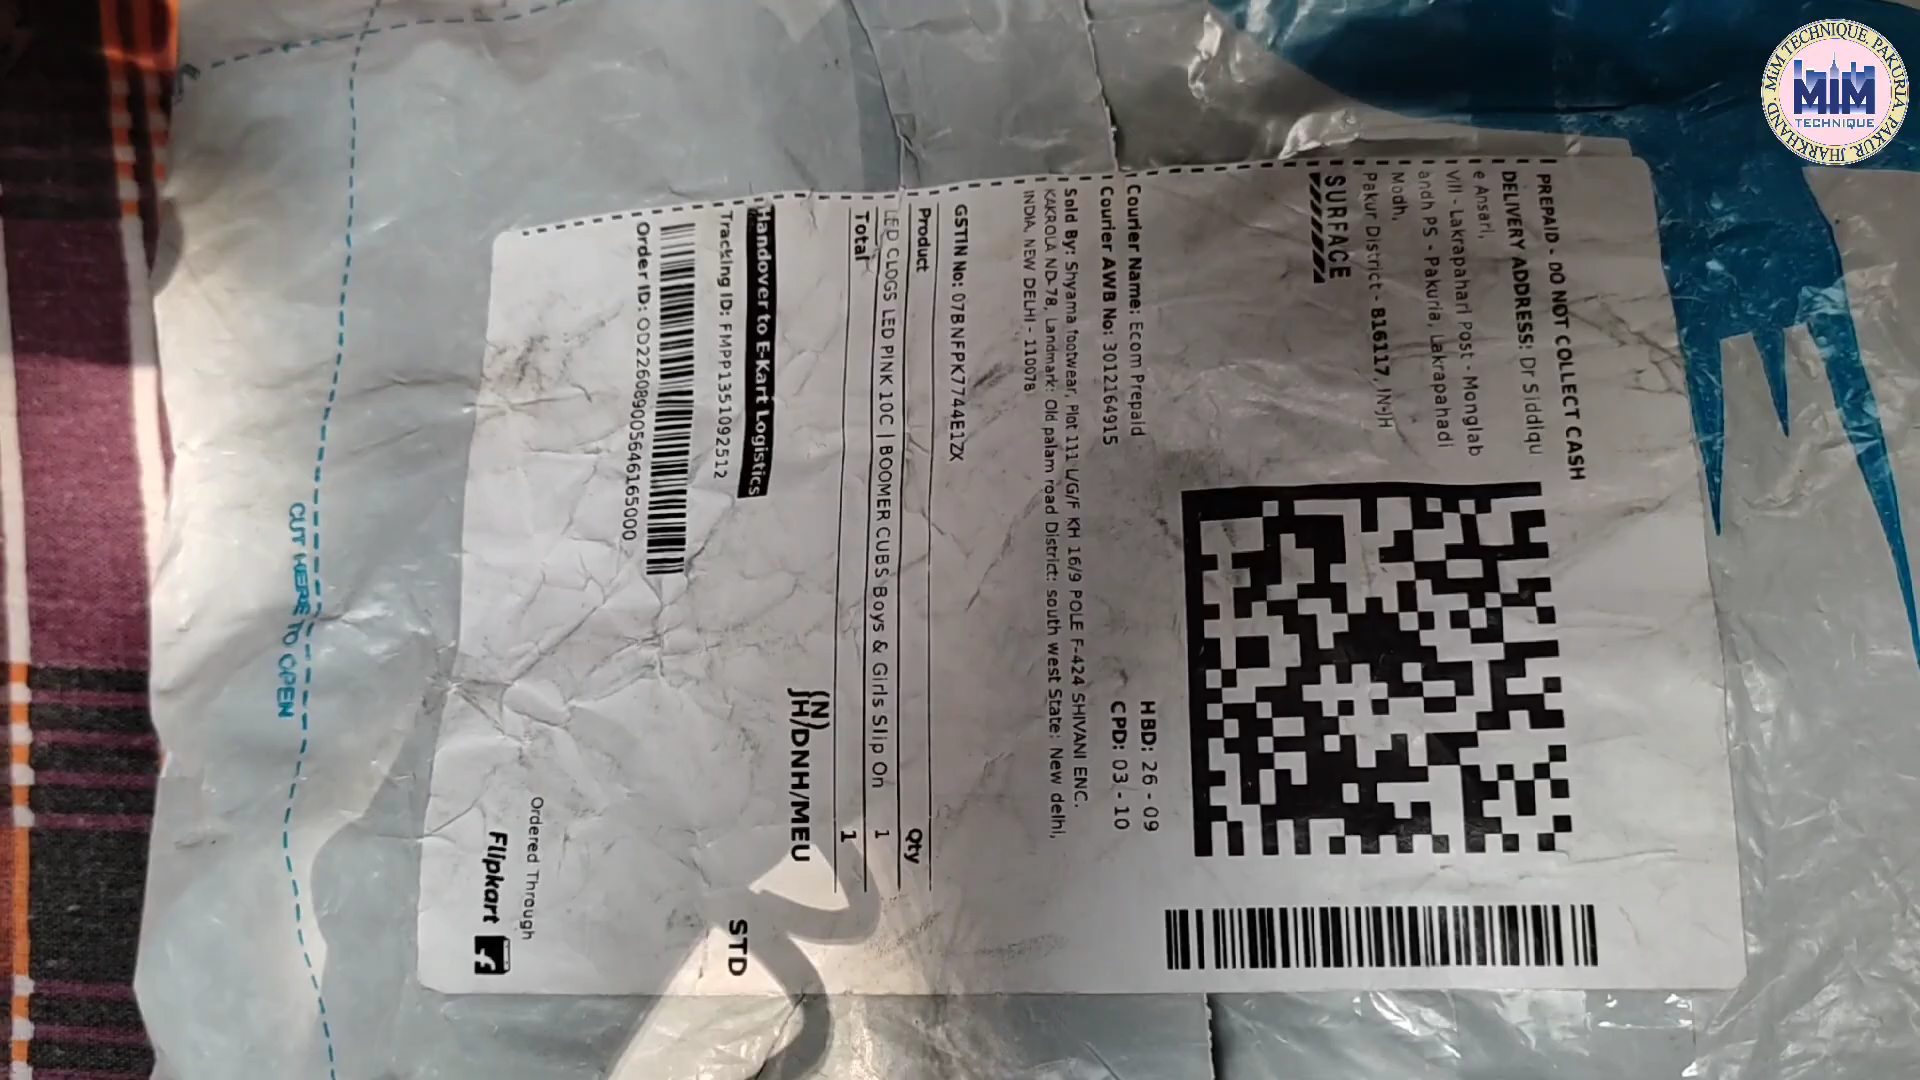 PREPAID - DO NOT COLLECT CASH
DELIVERY ADDRESS: Dr Siddiqu
e Ansari,
Vill - Lakrapahari Post - Monglab
andh PS - Pakuria, Lakrapahadi
Modh,
Pakur District - 816117, IN-JH
SURFACE
Courier Name: Ecom Prepaid
Courier AWB No: 3012164915
HBD: 26 - 09
CPD: 03 - 10
Sold By: Shyama footwear, Plot 111 L/G/F KH 16/9 POLE F-424 SHIVANI ENC.
KAKROLA ND-78, Landmark: Old palam road District: south west State: New delhi,
INDIA, NEW DELHI - 110078
GSTIN No: 07BNFPK7744E1ZX
Product Qty
LED CLOGS LED PINK 10C | BOOMER CUBS Boys & Girls Slip On 1
Total 1
(N)
JH/DNH/MEU
Handover to E-Kart Logistics
Tracking ID: FMPP1351092512
STD
Order ID: OD226089005646165000
Ordered Through
Flipkart
CUT HERE TO OPEN
MiM TECHNIQUE. PAKURIA. PAKUR. JHARKHAND.
MIM
TECHNIQUE